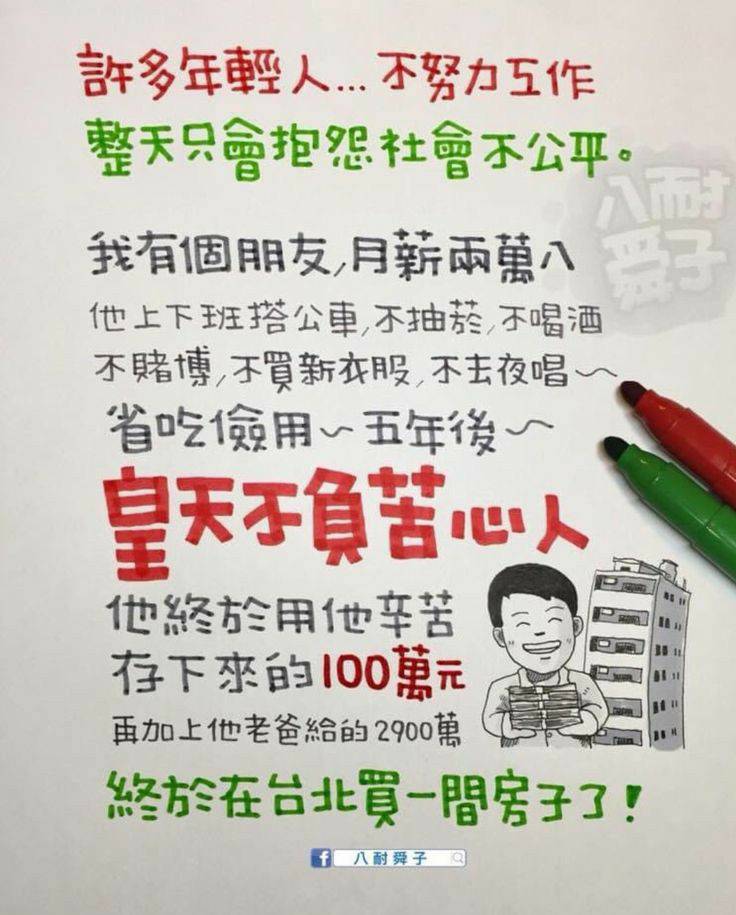 許多年輕人... 不努力工作
整天只會抱怨社會不公平。
八耐
舜子
我有個朋友,月薪兩萬八
他上下班搭公車,不抽菸,不喝酒
不賭博,不買新衣服,不去夜唱~
省吃儉用~五年後~
皇天不負苦心人
他終於用他辛苦
存下來的100萬元
再加上他老爸給的2900萬
終於在台北買一間房子了!
f 八耐舜子